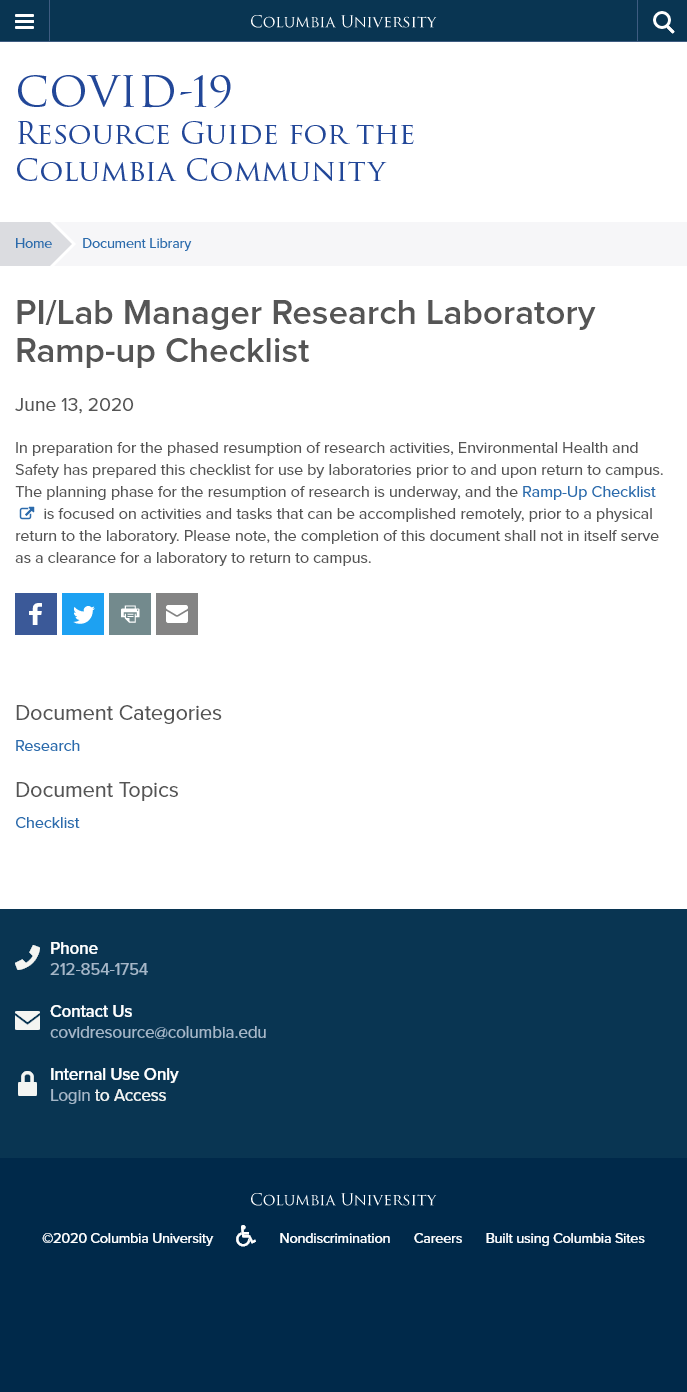 Columbia University
COVID-19
Resource Guide for the
Columbia Community
Home
Document Library
PI/Lab Manager Research Laboratory
Ramp-up Checklist
June 13, 2020
In preparation for the phased resumption of research activities, Environmental Health and
Safety has prepared this checklist for use by laboratories prior to and upon return to campus.
The planning phase for the resumption of research is underway, and the Ramp-Up Checklist
is focused on activities and tasks that can be accomplished remotely, prior to a physical
return to the laboratory. Please note, the completion of this document shall not in itself serve
as a clearance for a laboratory to return to campus.
Document Categories
Research
Document Topics
Checklist
Phone
212-854-1754
Contact Us
covidresource@columbia.edu
Internal Use Only
Login to Access
Columbia University
©2020 Columbia University Nondiscrimination Careers Built using Columbia Sites